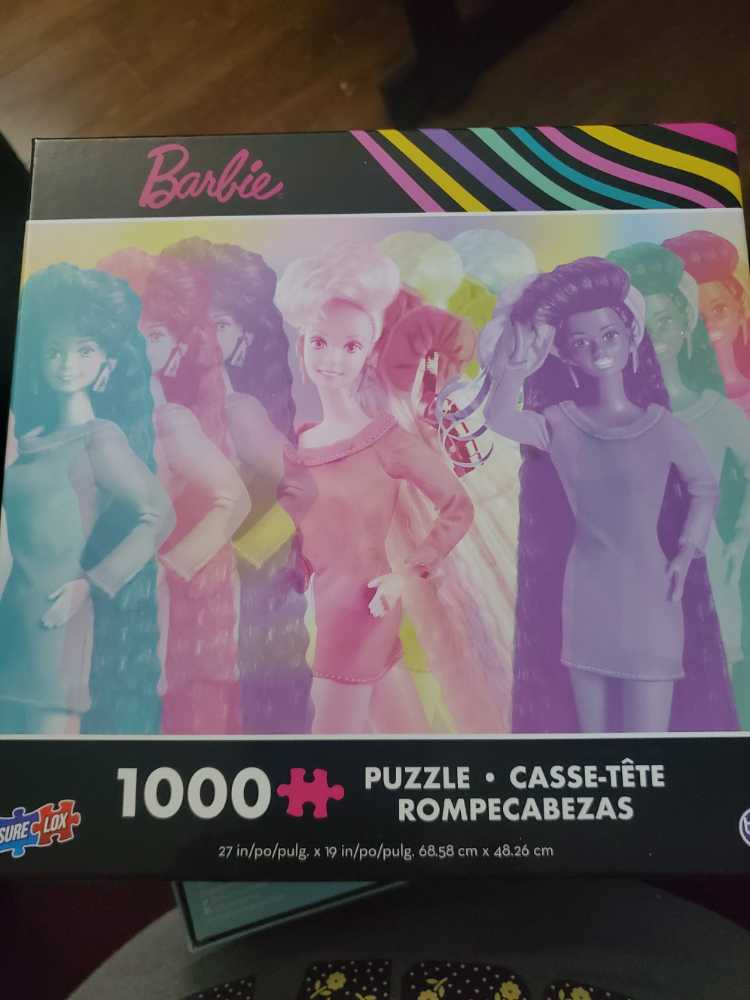 Barbie
1000
PUZZLE • CASSE-TÊTE
ROMPECABEZAS
SURE LOX
27 in/po/pulg. x 19 in/po/pulg. 68.58 cm x 48.26 cm